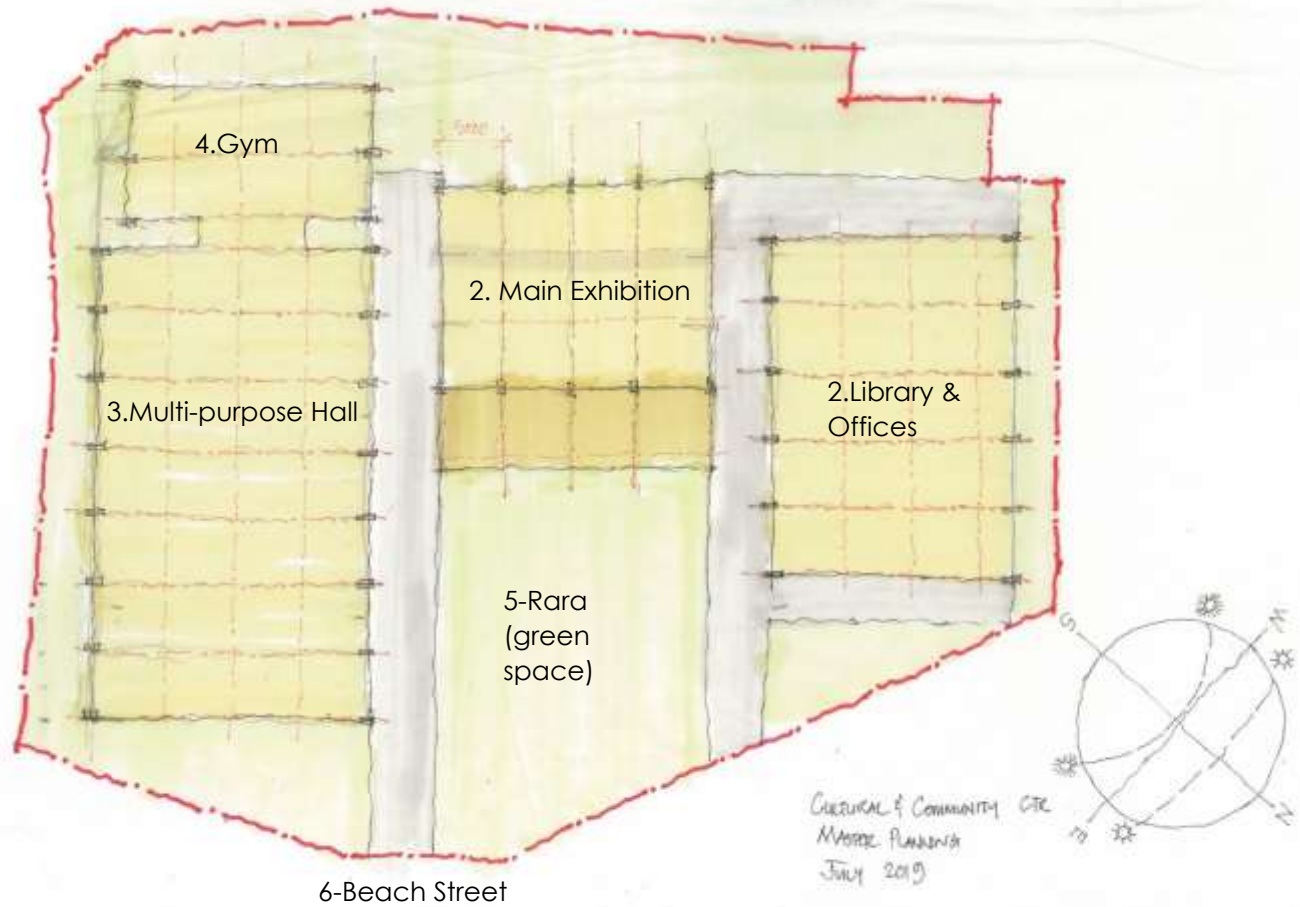 4.Gym
5000
2. Main Exhibition
3.Multi-purpose Hall
2.Library &
Offices
5-Rara
(green
space)
S
W
E
N
CULTURAL & COMMUNITY CTR
MASTER PLANNING
JULY 2019
6-Beach Street